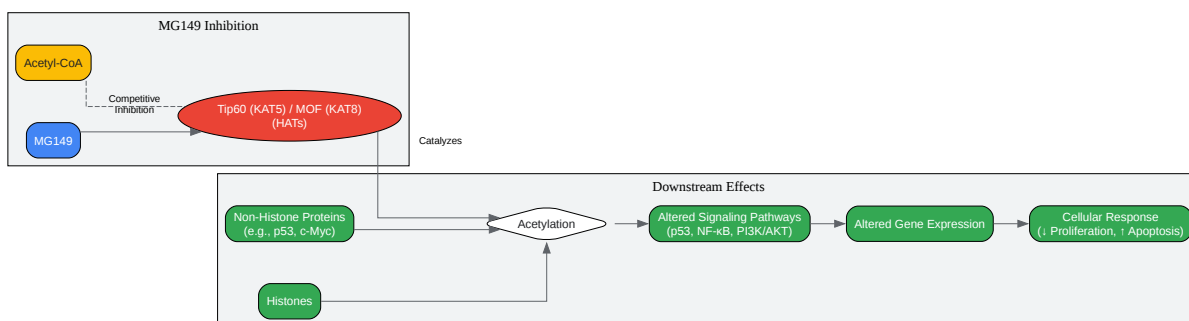 MG149 Inhibition
Acetyl-CoA
Competitive
Inhibition
Tip60 (KAT5) / MOF (KAT8)
(HATs)
MG149
Catalyzes
Downstream Effects
Non-Histone Proteins
(e.g., p53, c-Myc)
Acetylation
Altered Signaling Pathways
(p53, NF-κB, PI3K/AKT)
Altered Gene Expression
Cellular Response
(↓ Proliferation, ↑ Apoptosis)
Histones